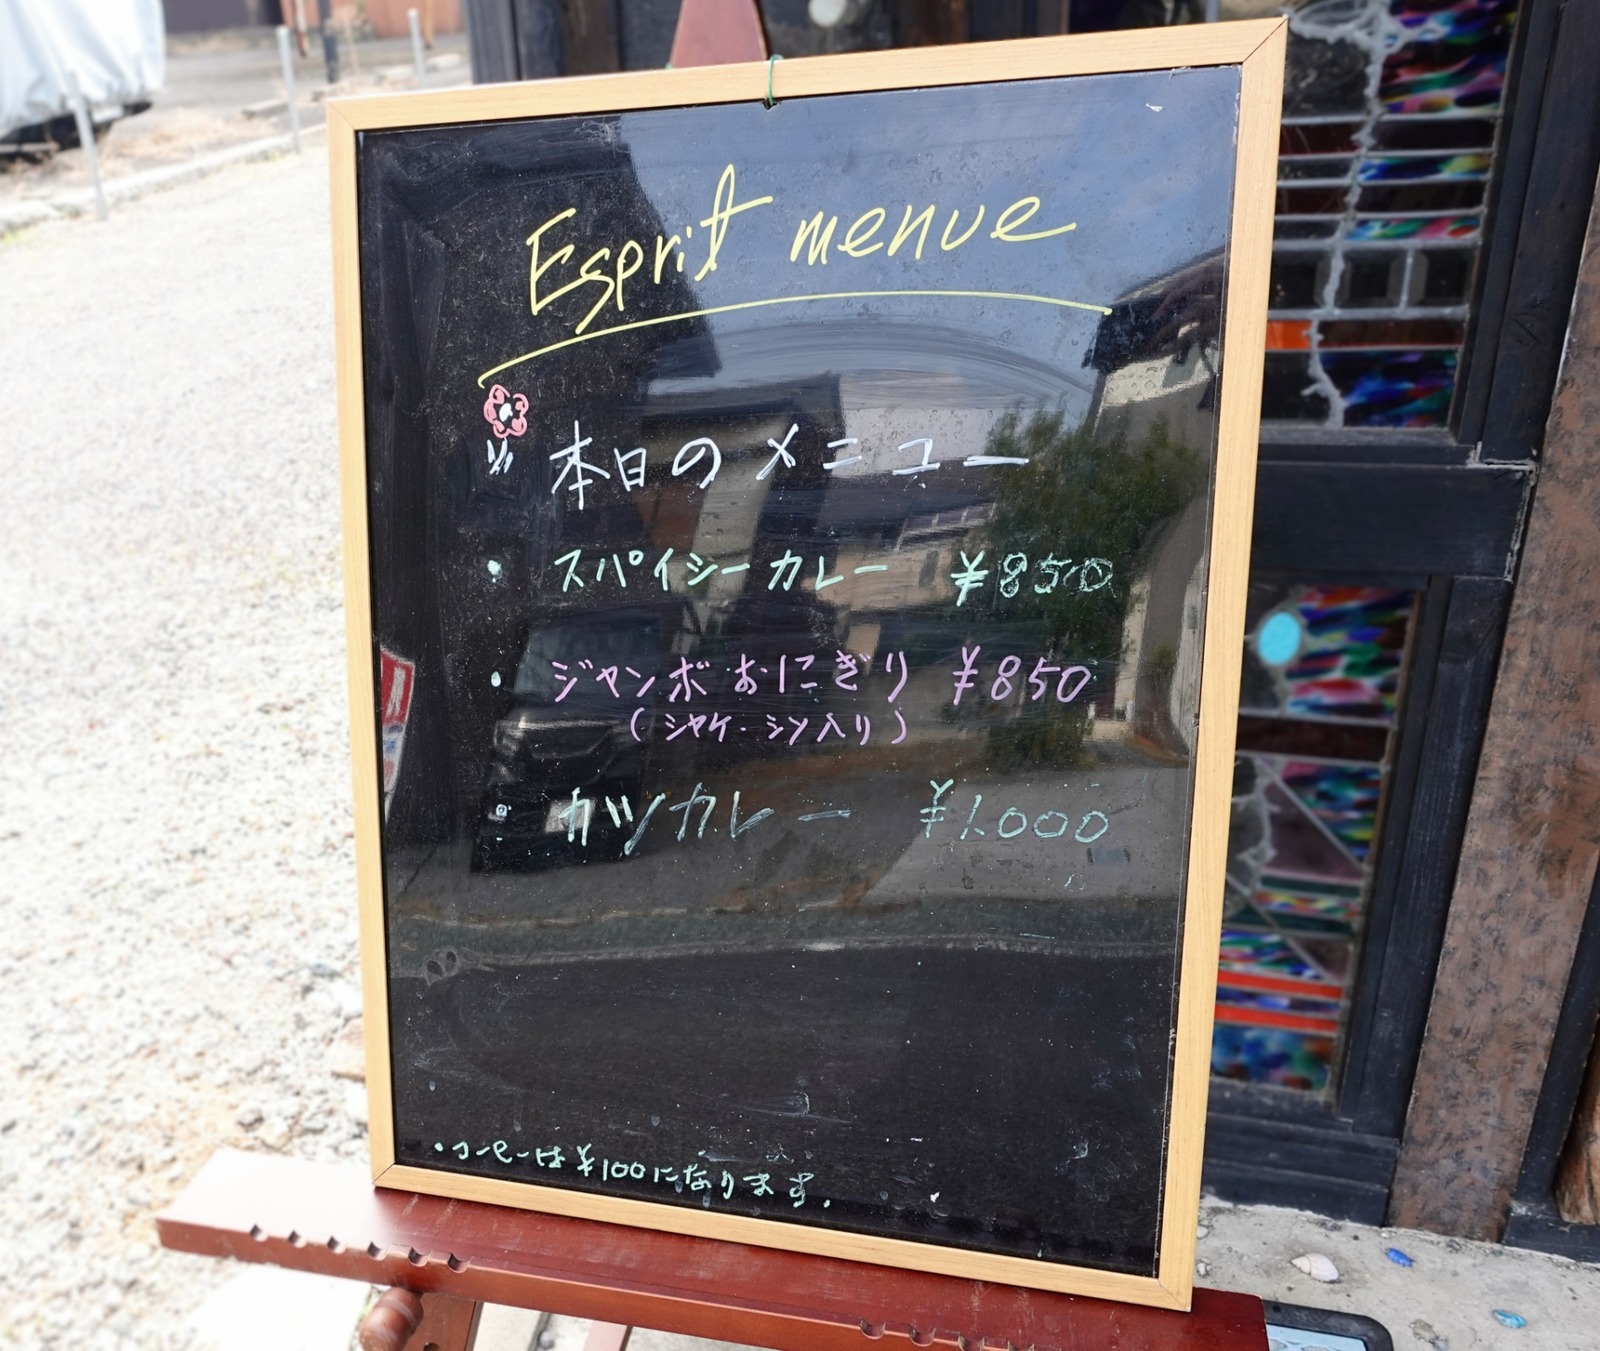 Esprit menue
本日のメニュー
・スパイシーカレー ¥850
・ジャンボおにぎり ¥850
(シャケ・シソ入り)
・カツカレー ¥1.000
・コーヒーは¥100になります。